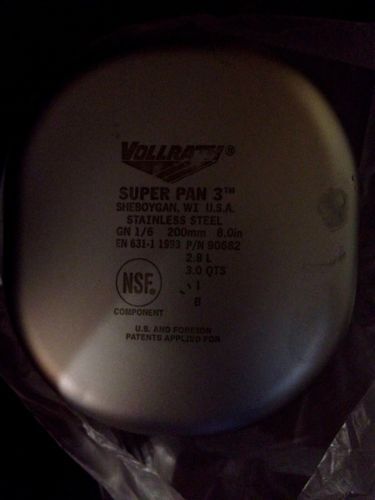 VOLLRATH®
SUPER PAN 3™
SHEBOYGAN, WI U.S.A.
STAINLESS STEEL
GN 1/6 200mm 8.0in
EN 631-1 1993 P/N 90682
2.8 L
3.0 QTS
NSF®
I
B
COMPONENT
U.S. AND FOREIGN
PATENTS APPLIED FOR